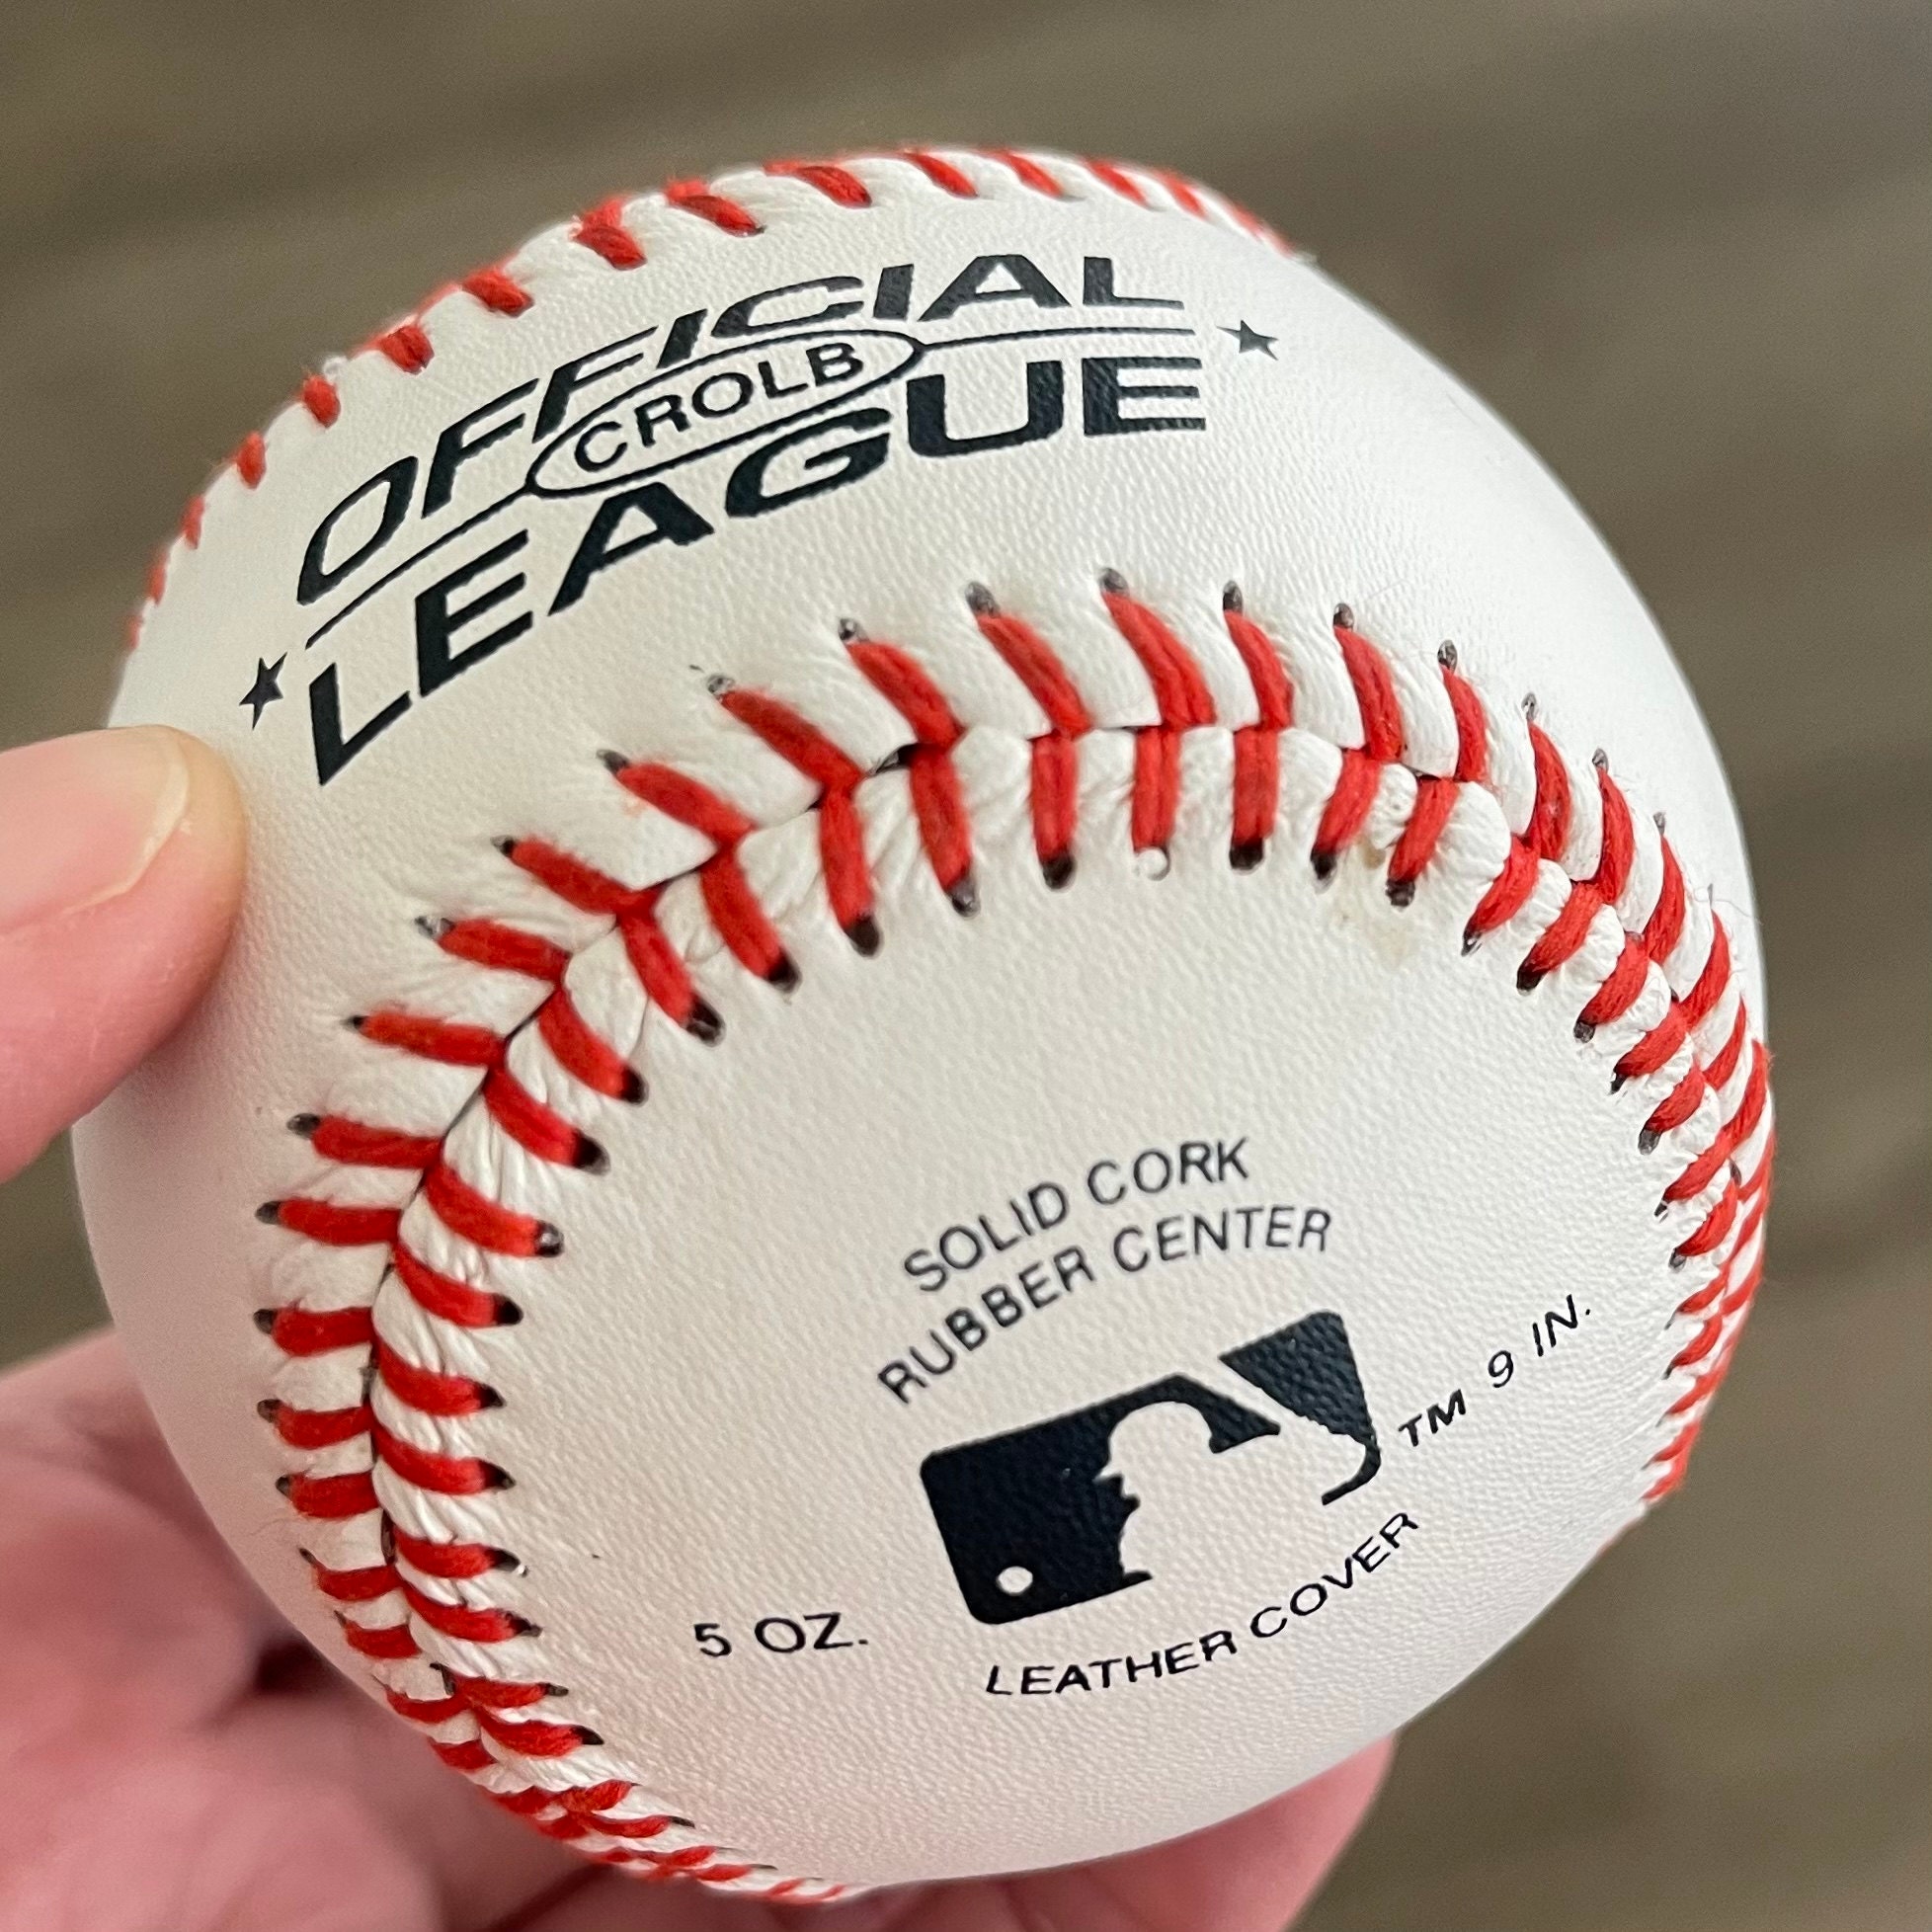 OFFICIAL
CROLB
LEAGUE
SOLID CORK
RUBBER CENTER
TM 9 IN.
5 OZ.
LEATHER COVER